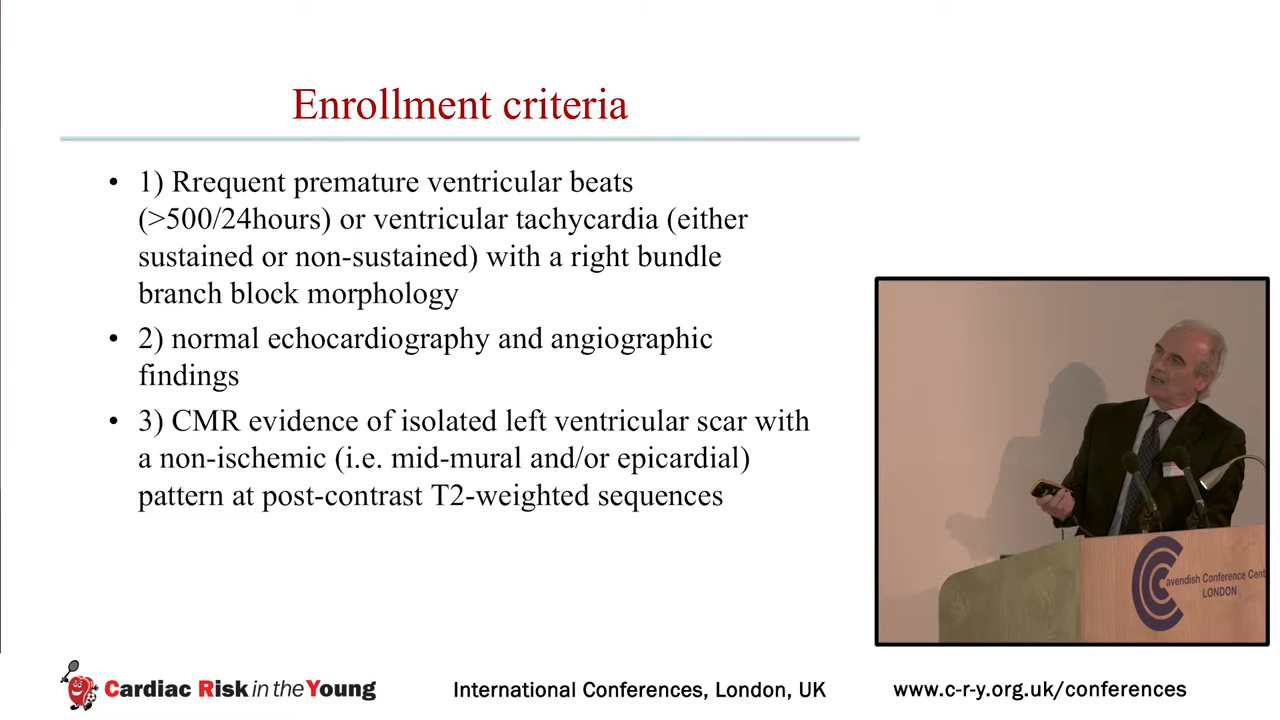 Enrollment criteria
• 1) Rrequent premature ventricular beats
(>500/24hours) or ventricular tachycardia (either
sustained or non-sustained) with a right bundle
branch block morphology
• 2) normal echocardiography and angiographic
findings
• 3) CMR evidence of isolated left ventricular scar with
a non-ischemic (i.e. mid-mural and/or epicardial)
pattern at post-contrast T2-weighted sequences
avendish Conference Cent
LONDON
Cardiac Risk in the Young
International Conferences, London, UK
www.c-r-y.org.uk/conferences